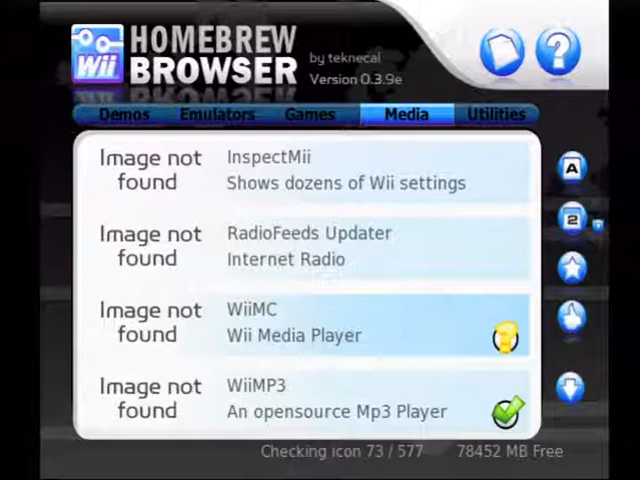 Wii
HOMEBREW
BROWSER
by teknecal
Version 0.3.9e
?
Demos Emulators Games Media Utilities
Image not found
InspectMii
Shows dozens of Wii settings
A
Image not found
RadioFeeds Updater
Internet Radio
2
Image not found
WiiMC
Wii Media Player
Image not found
WiiMP3
An opensource Mp3 Player
Checking icon 73 / 577 78452 MB Free